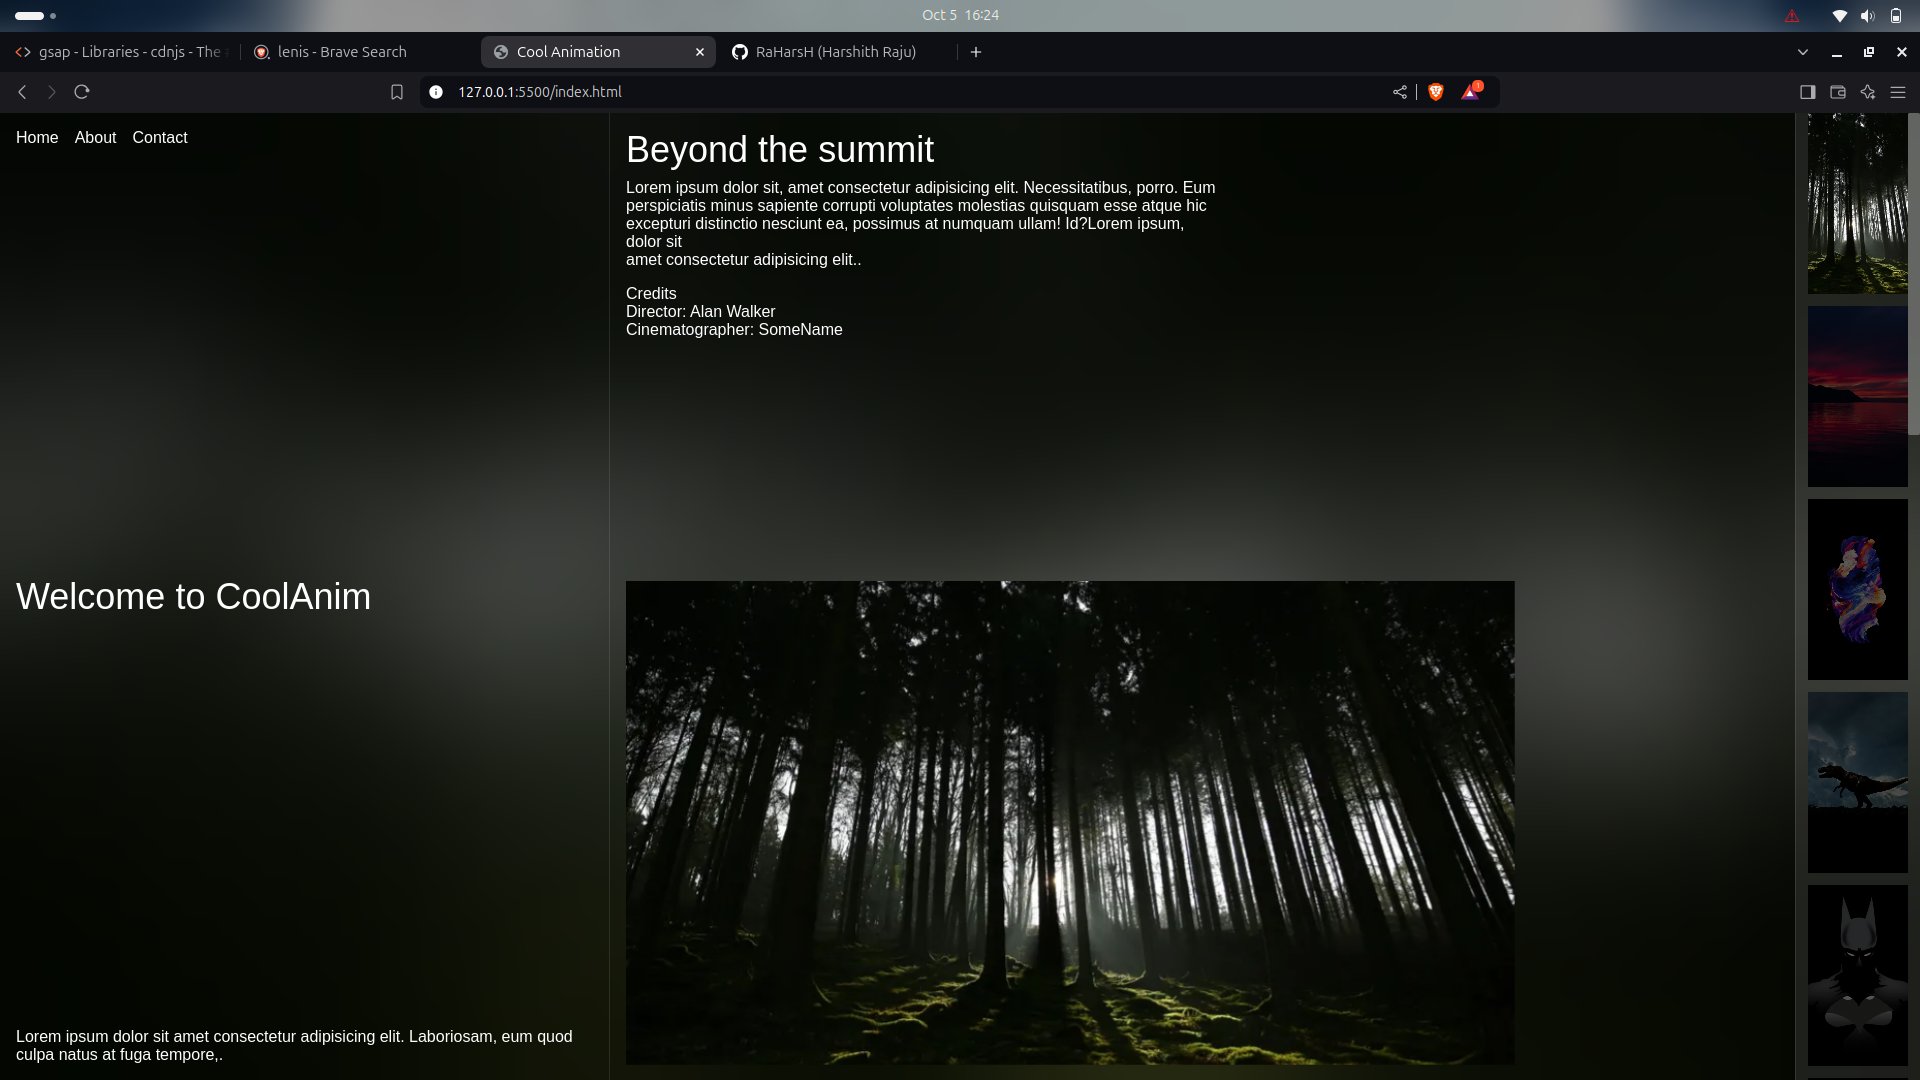 Oct 5 16:24
gsap - Libraries - cdnjs - The
lenis - Brave Search
Cool Animation
RaHarsH (Harshith Raju)
127.0.0.1:5500/index.html
1
Home About Contact
Welcome to CoolAnim
Lorem ipsum dolor sit amet consectetur adipisicing elit. Laboriosam, eum quod
culpa natus at fuga tempore,.
Beyond the summit
Lorem ipsum dolor sit, amet consectetur adipisicing elit. Necessitatibus, porro. Eum
perspiciatis minus sapiente corrupti voluptates molestias quisquam esse atque hic
excepturi distinctio nesciunt ea, possimus at numquam ullam! Id?Lorem ipsum,
dolor sit
amet consectetur adipisicing elit..
Credits
Director: Alan Walker
Cinematographer: SomeName